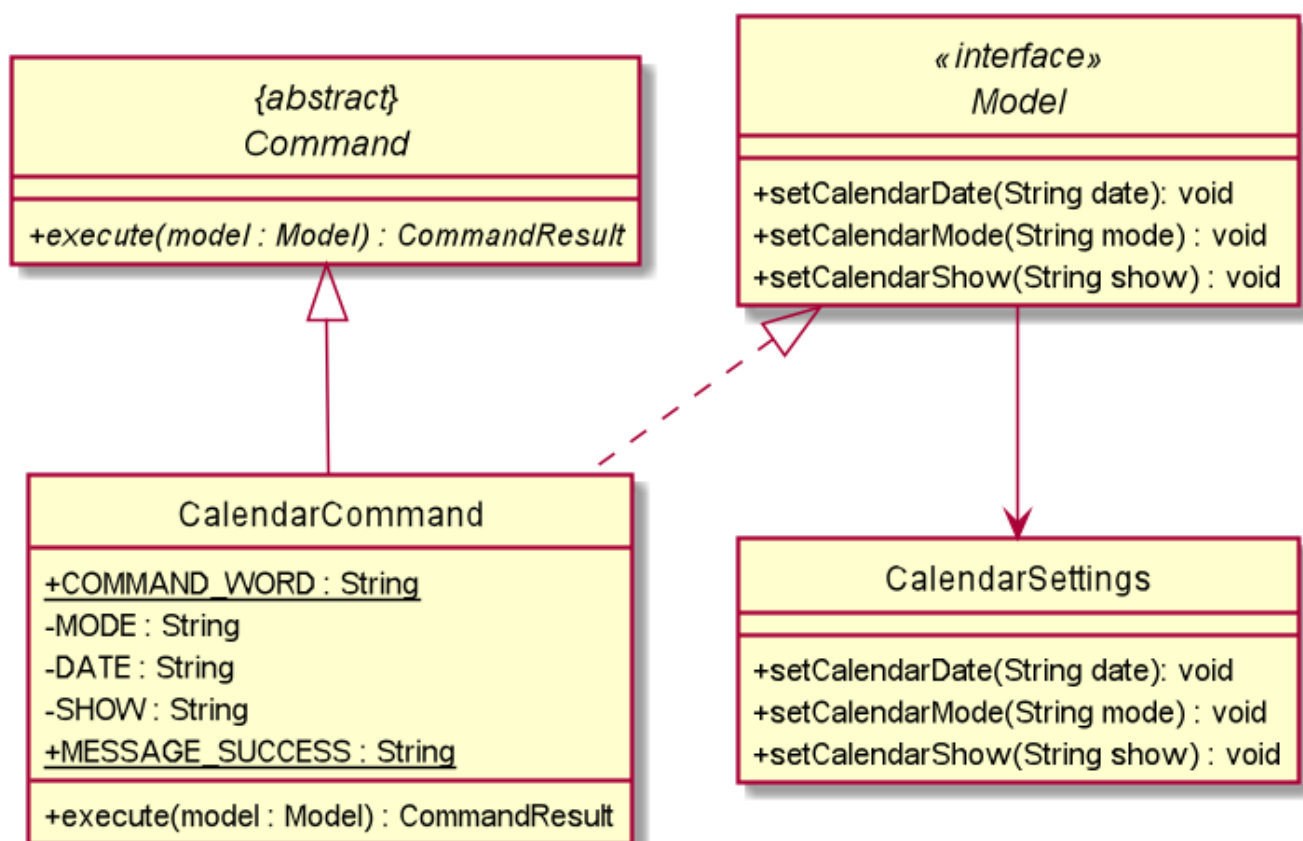 {abstract}
Command
+execute(model : Model) : CommandResult
«interface»
Model
+setCalendarDate(String date): void
+setCalendarMode(String mode) : void
+setCalendarShow(String show) : void
CalendarCommand
+COMMAND_WORD : String
-MODE : String
-DATE : String
-SHOW : String
+MESSAGE_SUCCESS : String
+execute(model : Model) : CommandResult
CalendarSettings
+setCalendarDate(String date): void
+setCalendarMode(String mode) : void
+setCalendarShow(String show) : void